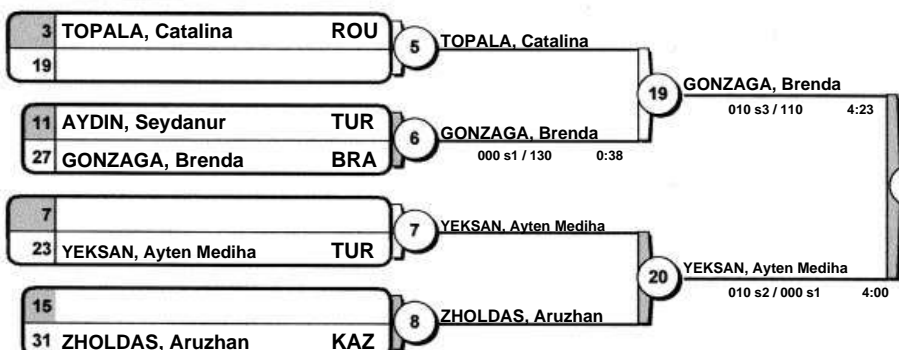 3 TOPALA, Catalina ROU
19
5
TOPALA, Catalina
11 AYDIN, Seydanur TUR
27 GONZAGA, Brenda BRA
6
GONZAGA, Brenda
000 s1 / 130 0:38
19
GONZAGA, Brenda
010 s3 / 110 4:23
7
23 YEKSAN, Ayten Mediha TUR
7
YEKSAN, Ayten Mediha
15
31 ZHOLDAS, Aruzhan KAZ
8
ZHOLDAS, Aruzhan
20
YEKSAN, Ayten Mediha
010 s2 / 000 s1 4:00